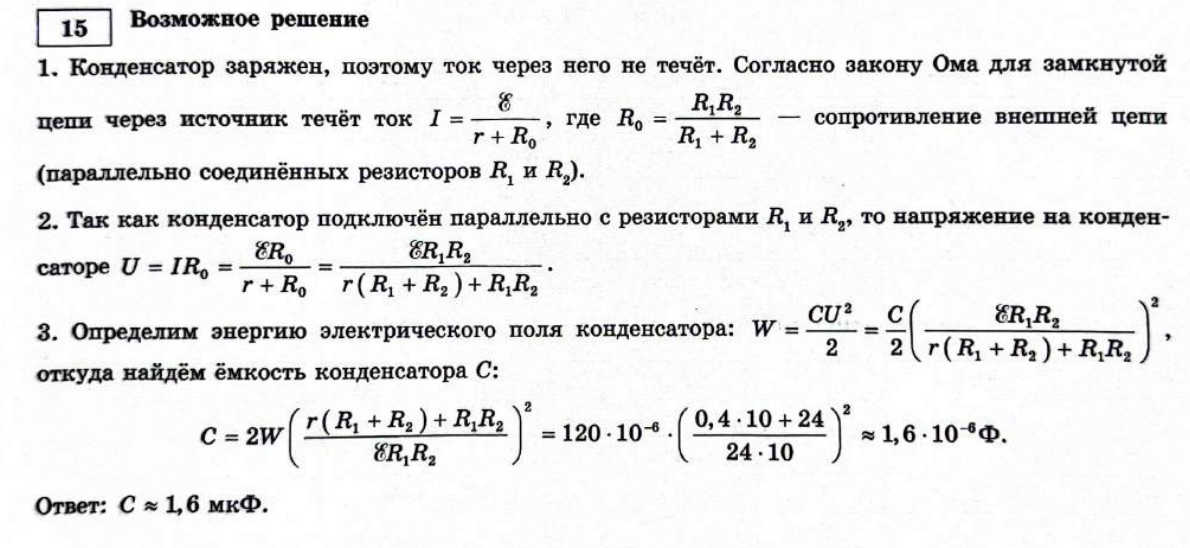 15 Возможное решение
1. Конденсатор заряжен, поэтому ток через него не течёт. Согласно закону Ома для замкнутой
цепи через источник течёт ток I = ℰ/(r + R₀), где R₀ = R₁R₂/(R₁ + R₂) — сопротивление внешней цепи
(параллельно соединённых резисторов R₁ и R₂).
2. Так как конденсатор подключён параллельно с резисторами R₁ и R₂, то напряжение на конден-
саторе U = IR₀ = ℰR₀/(r + R₀) = ℰR₁R₂/(r(R₁ + R₂) + R₁R₂).
3. Определим энергию электрического поля конденсатора: W = CU²/2 = C/2 (ℰR₁R₂/(r(R₁ + R₂) + R₁R₂))²,
откуда найдём ёмкость конденсатора C:
C = 2W((r(R₁ + R₂) + R₁R₂)/(ℰR₁R₂))² = 120 · 10⁻⁶ · ((0,4 · 10 + 24)/(24 · 10))² ≈ 1,6 · 10⁻⁶Ф.
Ответ: C ≈ 1,6 мкФ.